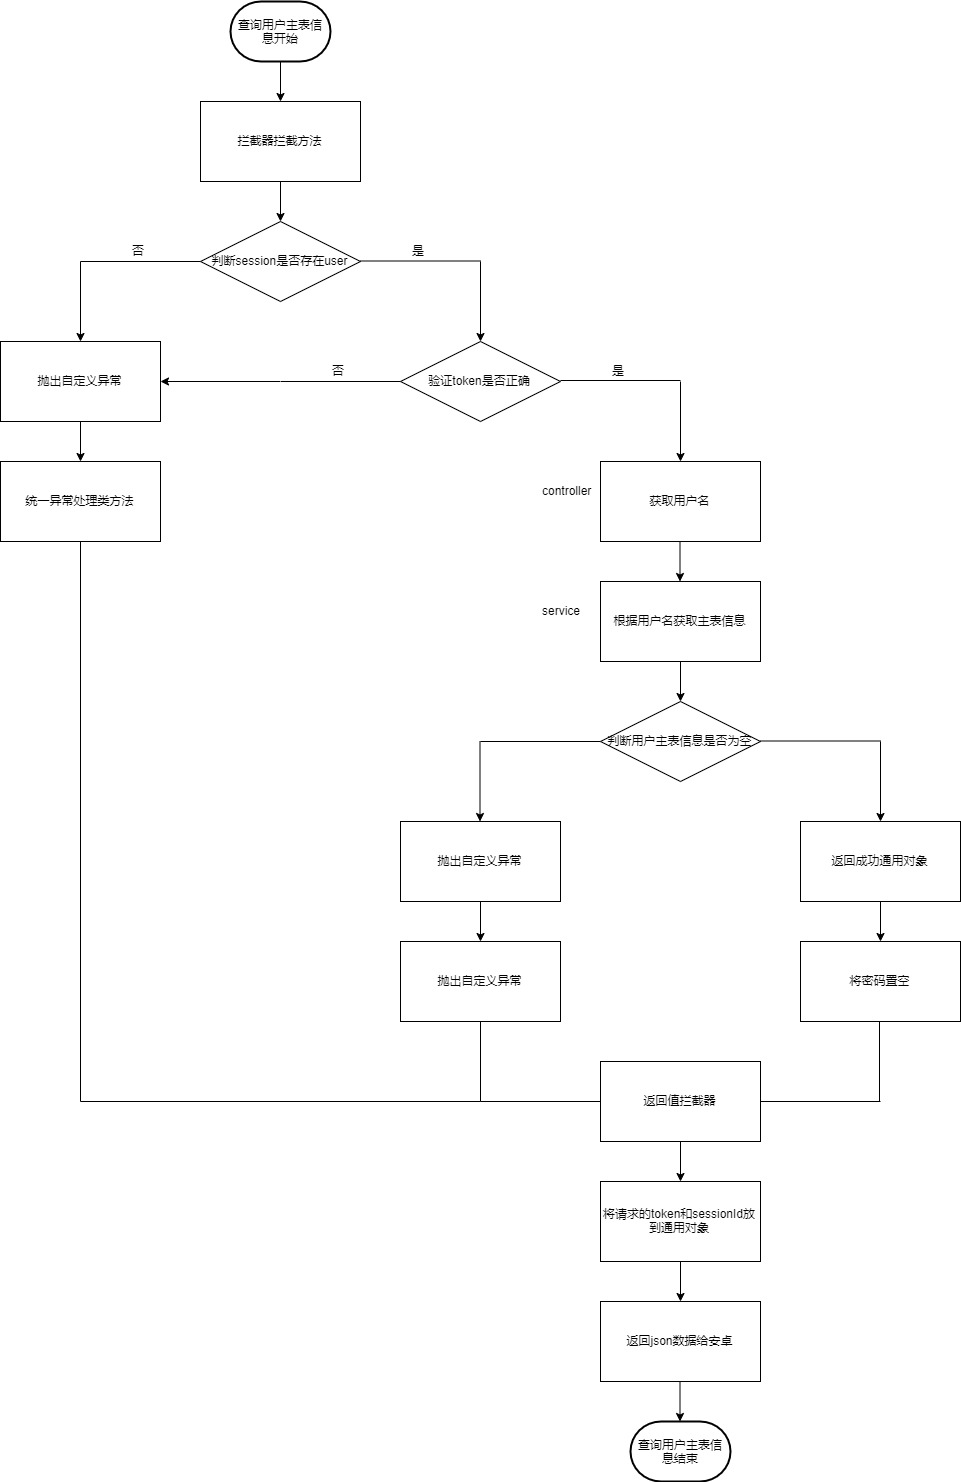 查询用户主表信
息开始
拦截器拦截方法
否
是
判断session是否存在user
抛出自定义异常
否
验证token是否正确
是
统一异常处理类方法
controller
获取用户名
service
根据用户名获取主表信息
判断用户主表信息是否为空
抛出自定义异常
返回成功通用对象
抛出自定义异常
将密码置空
返回值拦截器
将请求的token和sessionId放
到通用对象
返回json数据给安卓
查询用户主表信
息结束